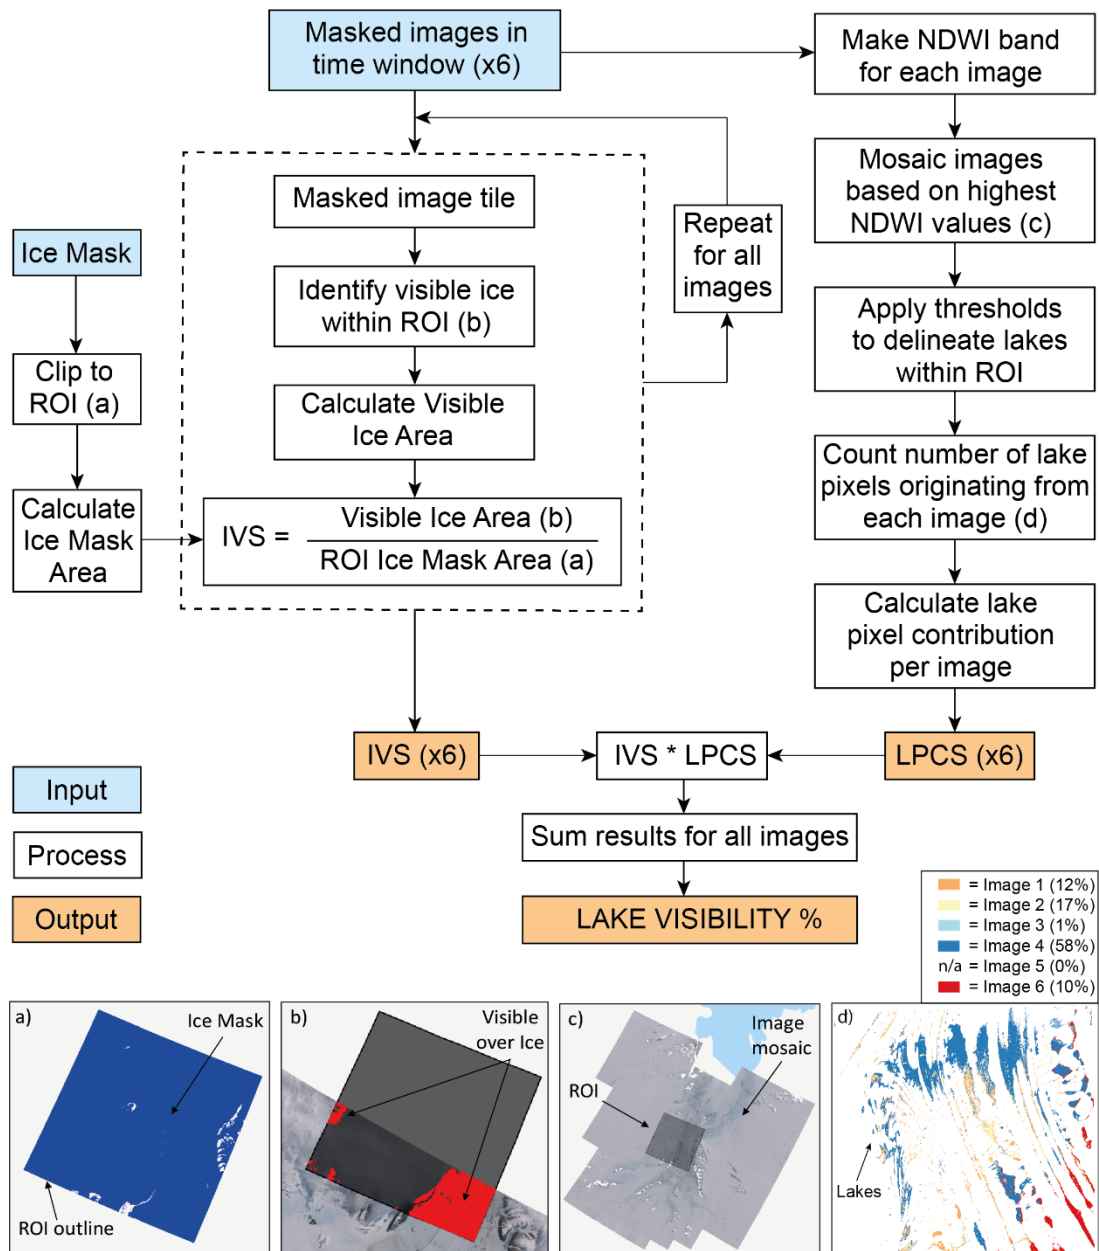 Masked images in
time window (x6)
Make NDWI band
for each image
Masked image tile
Mosaic images
based on highest
NDWI values (c)
Repeat
for all
images
Ice Mask
Identify visible ice
within ROI (b)
Apply thresholds
to delineate lakes
within ROI
Clip to
ROI (a)
Calculate Visible
Ice Area
Count number of lake
pixels originating from
each image (d)
Calculate
Ice Mask
Area
IVS =
Visible Ice Area (b)
ROI Ice Mask Area (a)
Calculate lake
pixel contribution
per image
IVS (x6)
IVS * LPCS
LPCS (x6)
Input
Process
Output
Sum results for all images
LAKE VISIBILITY %
= Image 1 (12%)
= Image 2 (17%)
= Image 3 (1%)
= Image 4 (58%)
n/a = Image 5 (0%)
= Image 6 (10%)
a)
Ice Mask
ROI outline
b)
Visible
over Ice
c)
Image
mosaic
ROI
d)
Lakes